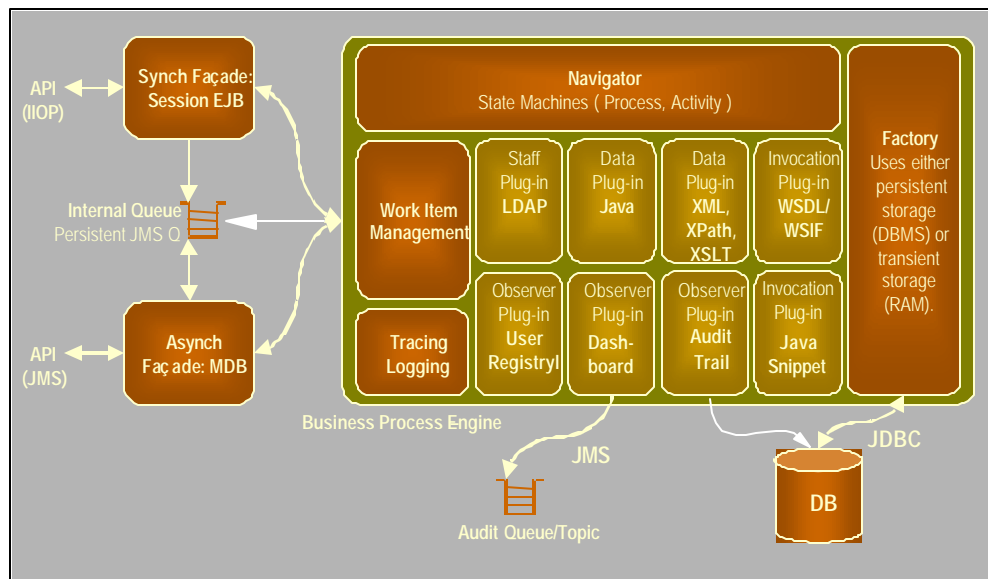 API
(IIOP)
Synch Façade:
Session EJB
Internal Queue
Persistent JMS Q
API
(JMS)
Asynch
Façade: MDB
Navigator
State Machines ( Process, Activity )
Work Item
Management
Tracing
Logging
Staff
Plug-in
LDAP
Data
Plug-in
Java
Data
Plug-in
XML,
XPath,
XSLT
Invocation
Plug-in
WSDL/
WSIF
Observer
Plug-in
User
Registryl
Observer
Plug-in
Dash-
board
Observer
Plug-in
Audit
Trail
Invocation
Plug-in
Java
Snippet
Factory
Uses either
persistent
storage
(DBMS) or
transient
storage
(RAM).
Business Process Engine
JMS
Audit Queue/Topic
JDBC
DB